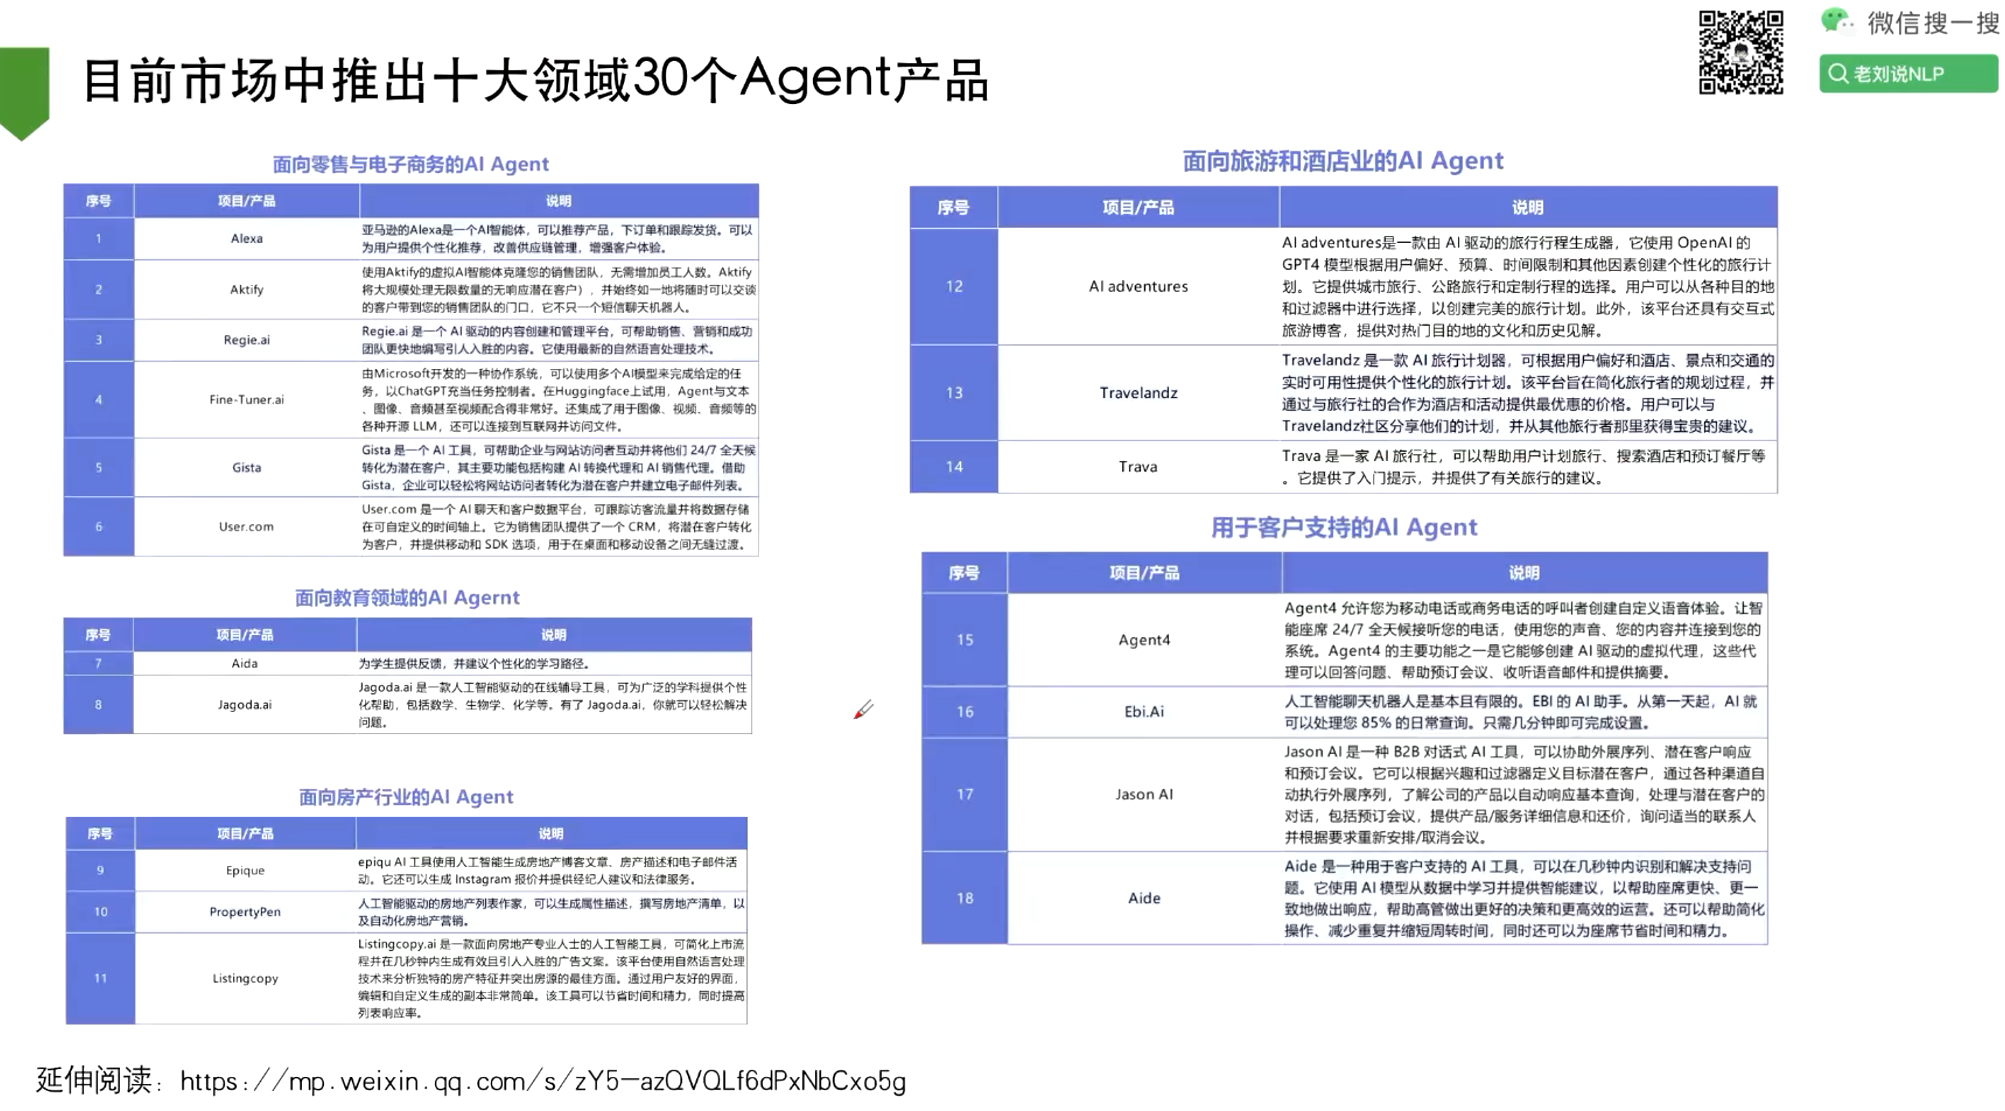 微信搜一搜
老刘说NLP
目前市场中推出十大领域30个Agent产品
面向零售与电子商务的AI Agent
序号 项目/产品 说明
1 Alexa 亚马逊的Alexa是一个AI智能体，可以推荐产品，下订单和跟踪发货。可以
为用户提供个性化推荐，改善供应链管理，增强客户体验。
2 Aktify 使用Aktify的虚拟AI智能体克隆您的销售团队，无需增加员工人数。Aktify
将大规模处理无限数量的无响应潜在客户），并始终如一地将随时可以交谈
的客户带到您的销售团队的门口，它不只一个短信聊天机器人。
3 Regie.ai Regie.ai 是一个 AI 驱动的内容创建和管理平台，可帮助销售、营销和成功
团队更快地编写引人入胜的内容。它使用最新的自然语言处理技术。
4 Fine-Tuner.ai 由Microsoft开发的一种协作系统，可以使用多个AI模型来完成给定的任
务，以ChatGPT充当任务控制者。在Huggingface上试用，Agent与文本
、图像、音频甚至视频配合得非常好。还集成了用于图像、视频、音频等的
各种开源 LLM，还可以连接到互联网并访问文件。
5 Gista Gista 是一个 AI 工具，可帮助企业与网站访问者互动并将他们 24/7 全天候
转化为潜在客户，其主要功能包括构建 AI 转换代理和 AI 销售代理。借助
Gista，企业可以轻松将网站访问者转化为潜在客户并建立电子邮件列表。
6 User.com User.com 是一个 AI 聊天和客户数据平台，可跟踪访客流量并将数据存储
在可自定义的时间轴上。它为销售团队提供了一个 CRM，将潜在客户转化
为客户，并提供移动和 SDK 选项，用于在桌面和移动设备之间无缝过渡。
面向教育领域的AI Agernt
序号 项目/产品 说明
7 Aida 为学生提供反馈，并建议个性化的学习路径。
8 Jagoda.ai Jagoda.ai 是一款人工智能驱动的在线辅导工具，可为广泛的学科提供个性
化帮助，包括数学、生物学、化学等。有了 Jagoda.ai，你就可以轻松解决
问题。
面向房产行业的AI Agent
序号 项目/产品 说明
9 Epique epiqu AI 工具使用人工智能生成房地产博客文章、房产描述和电子邮件活
动。它还可以生成 Instagram 报价并提供经纪人建议和法律服务。
10 PropertyPen 人工智能驱动的房地产列表作家，可以生成属性描述，撰写房地产清单，以
及自动化房地产营销。
11 Listingcopy Listingcopy.ai 是一款面向房地产专业人士的人工智能工具，可简化上市流
程并在几秒钟内生成有效且引人入胜的广告文案。该平台使用自然语言处理
技术来分析独特的房产特征并突出房源的最佳方面。通过用户友好的界面，
编辑和自定义生成的副本非常简单。该工具可以节省时间和精力，同时提高
列表响应率。
面向旅游和酒店业的AI Agent
序号 项目/产品 说明
12 AI adventures AI adventures是一款由 AI 驱动的旅行行程生成器，它使用 OpenAI 的
GPT4 模型根据用户偏好、预算、时间限制和其他因素创建个性化的旅行计
划。它提供城市旅行、公路旅行和定制行程的选择。用户可以从各种目的地
和过滤器中进行选择，以创建完美的旅行计划。此外，该平台还具有交互式
旅游博客，提供对热门目的地的文化和历史见解。
13 Travelandz Travelandz 是一款 AI 旅行计划器，可根据用户偏好和酒店、景点和交通的
实时可用性提供个性化的旅行计划。该平台旨在简化旅行者的规划过程，并
通过与旅行社的合作为酒店和活动提供最优惠的价格。用户可以与
Travelandz社区分享他们的计划，并从其他旅行者那里获得宝贵的建议。
14 Trava Trava 是一家 AI 旅行社，可以帮助用户计划旅行、搜索酒店和预订餐厅等
。它提供了入门提示，并提供了有关旅行的建议。
用于客户支持的AI Agent
序号 项目/产品 说明
15 Agent4 Agent4 允许您为移动电话或商务电话的呼叫者创建自定义语音体验。让智
能座席 24/7 全天候接听您的电话，使用您的声音、您的内容并连接到您的
系统。Agent4 的主要功能之一是它能够创建 AI 驱动的虚拟代理，这些代
理可以回答问题、帮助预订会议、收听语音邮件和提供摘要。
16 Ebi.Ai 人工智能聊天机器人是基本且有限的。EBI 的 AI 助手。从第一天起，AI 就
可以处理您 85% 的日常查询。只需几分钟即可完成设置。
17 Jason AI Jason AI 是一种 B2B 对话式 AI 工具，可以协助外展序列、潜在客户响应
和预订会议。它可以根据兴趣和过滤器定义目标潜在客户，通过各种渠道自
动执行外展序列，了解公司的产品以自动响应基本查询，处理与潜在客户的
对话，包括预订会议，提供产品/服务详细信息和还价，询问适当的联系人
并根据要求重新安排/取消会议。
18 Aide Aide 是一种用于客户支持的 AI 工具，可以在几秒钟内识别和解决支持问
题。它使用 AI 模型从数据中学习并提供智能建议，以帮助座席更快、更一
致地做出响应，帮助高管做出更好的决策和更高效的运营。还可以帮助简化
操作、减少重复并缩短周转时间，同时还可以为座席节省时间和精力。
延伸阅读：https://mp.weixin.qq.com/s/zY5-azQVQLf6dPxNbCxo5g